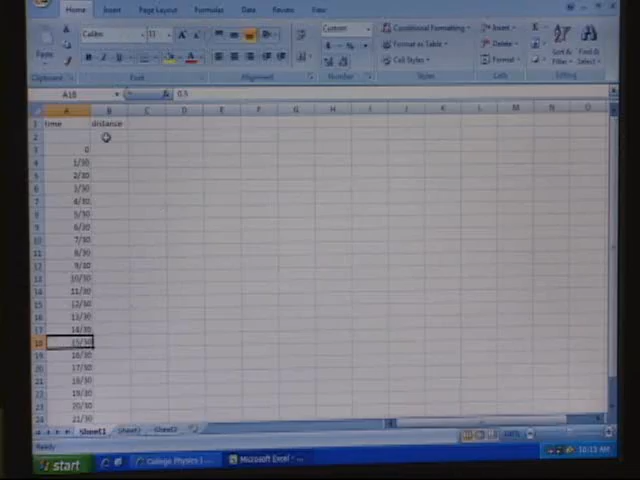 Home Insert Page Layout Formulas Data Review View
Calibri 11 Custom Conditional Formatting Insert
Format as Table Delete Sort & Find &
Paste Cell Styles Format Filter Select
Clipboard Font Alignment Number Styles Cells Editing
A18 0.5
A B C D E F G H I J K L M N O
1 time distance
2
3 0
4 1/30
5 2/30
6 3/30
7 4/30
8 5/30
9 6/30
10 7/30
11 8/30
12 9/30
13 10/30
14 11/30
15 12/30
16 13/30
17 14/30
18 15/30
19 16/30
20 17/30
21 18/30
22 19/30
23 20/30
24 21/30
Sheet1 Sheet2 Sheet3
Ready 100%
start College Physics | ... Microsoft Excel -... 10:13 AM